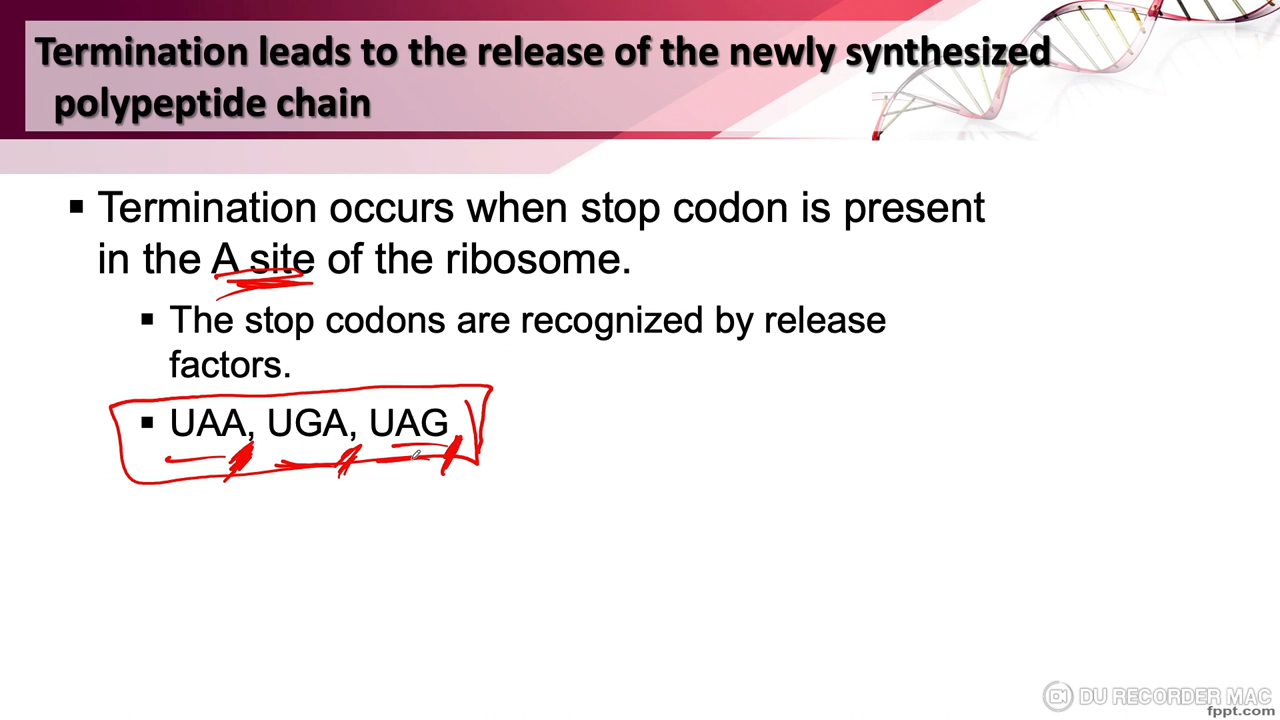 Termination leads to the release of the newly synthesized
polypeptide chain
▪ Termination occurs when stop codon is present
in the A site of the ribosome.
▪ The stop codons are recognized by release
factors.
▪ UAA, UGA, UAG
DU RECORDER MAC
fppt.com